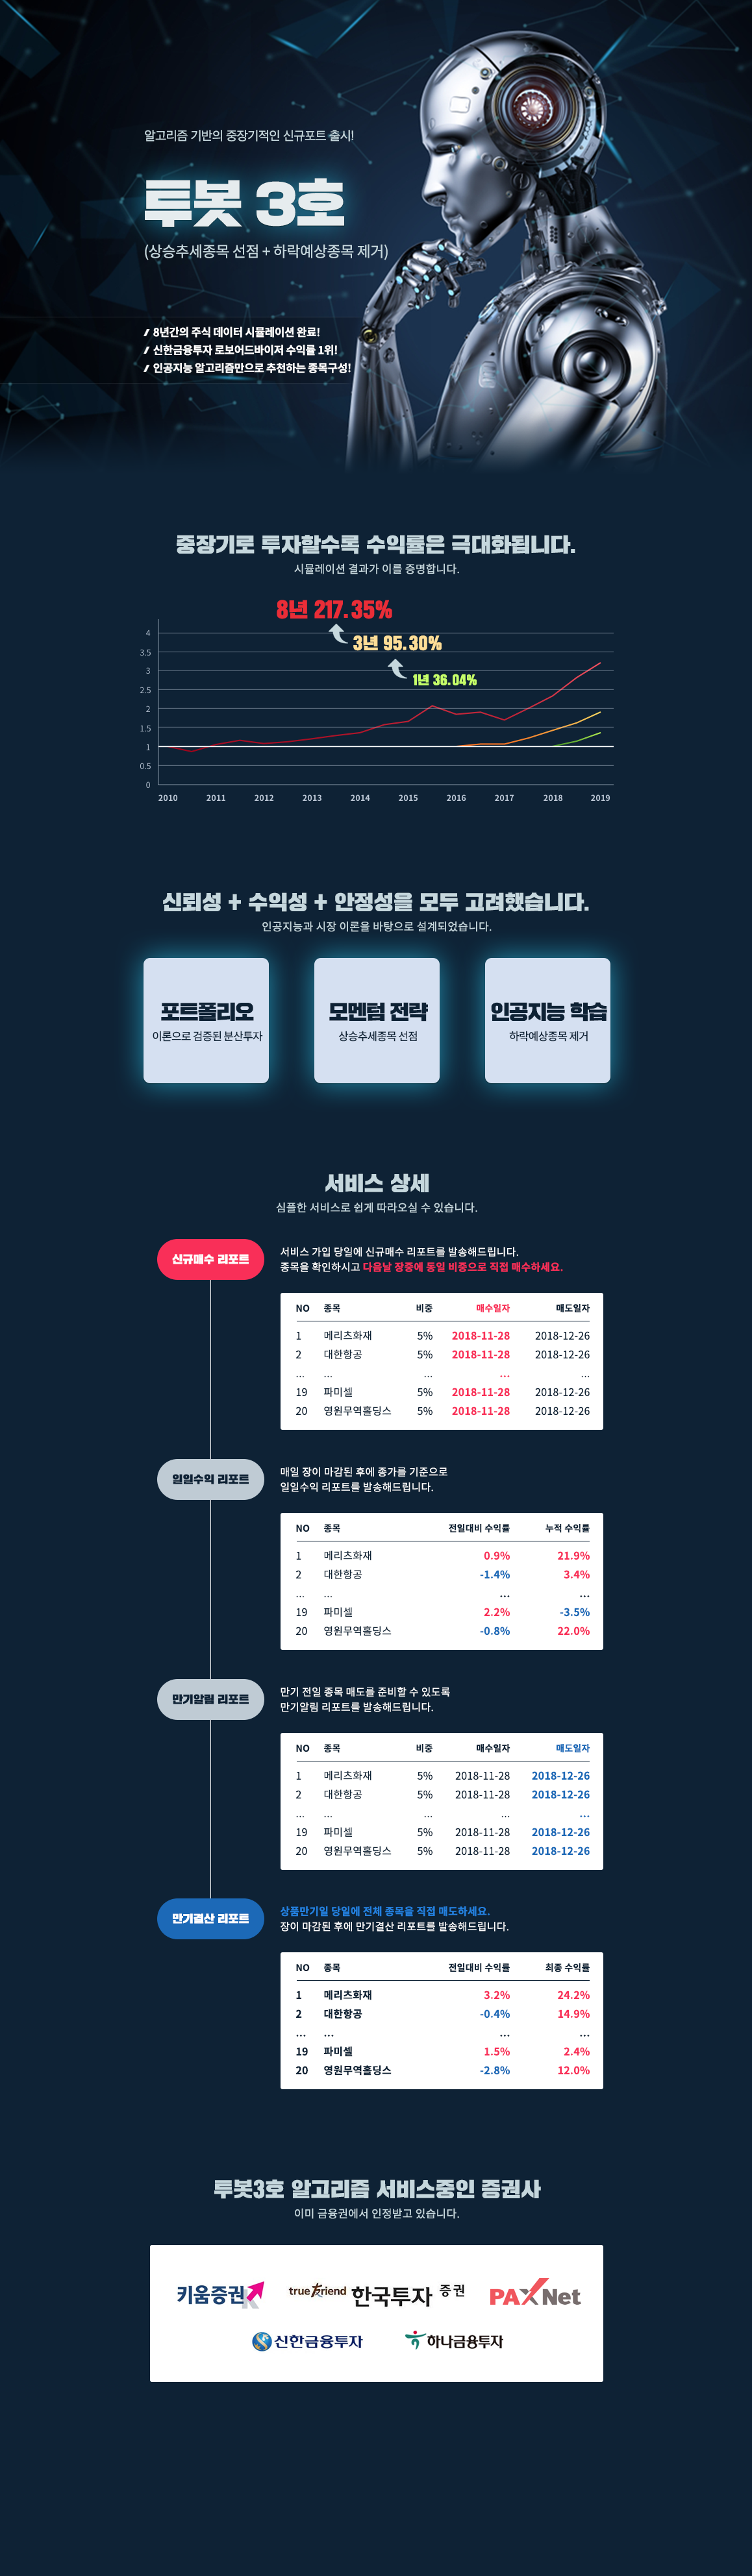 알고리즘 기반의 중장기적인 신규포트 출시!
투봇 3호
(상승추세종목 선점 + 하락예상종목 제거)
8년간의 주식 데이터 시뮬레이션 완료!
신한금융투자 로보어드바이저 수익률 1위!
인공지능 알고리즘만으로 추천하는 종목구성!
중장기로 투자할수록 수익률은 극대화됩니다.
시뮬레이션 결과가 이를 증명합니다.
8년 217.35%
3년 95.30%
1년 36.04%
4
3.5
3
2.5
2
1.5
1
0.5
0
2010 2011 2012 2013 2014 2015 2016 2017 2018 2019
신뢰성 + 수익성 + 안정성을 모두 고려했습니다.
인공지능과 시장 이론을 바탕으로 설계되었습니다.
포트폴리오
이론으로 검증된 분산투자
모멘텀 전략
상승추세종목 선점
인공지능 학습
하락예상종목 제거
서비스 상세
심플한 서비스로 쉽게 따라오실 수 있습니다.
신규매수 리포트
서비스 가입 당일에 신규매수 리포트를 발송해드립니다.
종목을 확인하시고 다음날 장중에 동일 비중으로 직접 매수하세요.
NO 종목 비중 매수일자 매도일자
1 메리츠화재 5% 2018-11-28 2018-12-26
2 대한항공 5% 2018-11-28 2018-12-26
... ... ... ... ...
19 파미셀 5% 2018-11-28 2018-12-26
20 영원무역홀딩스 5% 2018-11-28 2018-12-26
일일수익 리포트
매일 장이 마감된 후에 종가를 기준으로
일일수익 리포트를 발송해드립니다.
NO 종목 전일대비 수익률 누적 수익률
1 메리츠화재 0.9% 21.9%
2 대한항공 -1.4% 3.4%
... ... ... ...
19 파미셀 2.2% -3.5%
20 영원무역홀딩스 -0.8% 22.0%
만기알림 리포트
만기 전일 종목 매도를 준비할 수 있도록
만기알림 리포트를 발송해드립니다.
NO 종목 비중 매수일자 매도일자
1 메리츠화재 5% 2018-11-28 2018-12-26
2 대한항공 5% 2018-11-28 2018-12-26
... ... ... ... ...
19 파미셀 5% 2018-11-28 2018-12-26
20 영원무역홀딩스 5% 2018-11-28 2018-12-26
만기결산 리포트
상품만기일 당일에 전체 종목을 직접 매도하세요.
장이 마감된 후에 만기결산 리포트를 발송해드립니다.
NO 종목 전일대비 수익률 최종 수익률
1 메리츠화재 3.2% 24.2%
2 대한항공 -0.4% 14.9%
... ... ... ...
19 파미셀 1.5% 2.4%
20 영원무역홀딩스 -2.8% 12.0%
투봇3호 알고리즘 서비스중인 증권사
이미 금융권에서 인정받고 있습니다.
키움증권 true friend 한국투자 증권 PAXNet
신한금융투자 하나금융투자